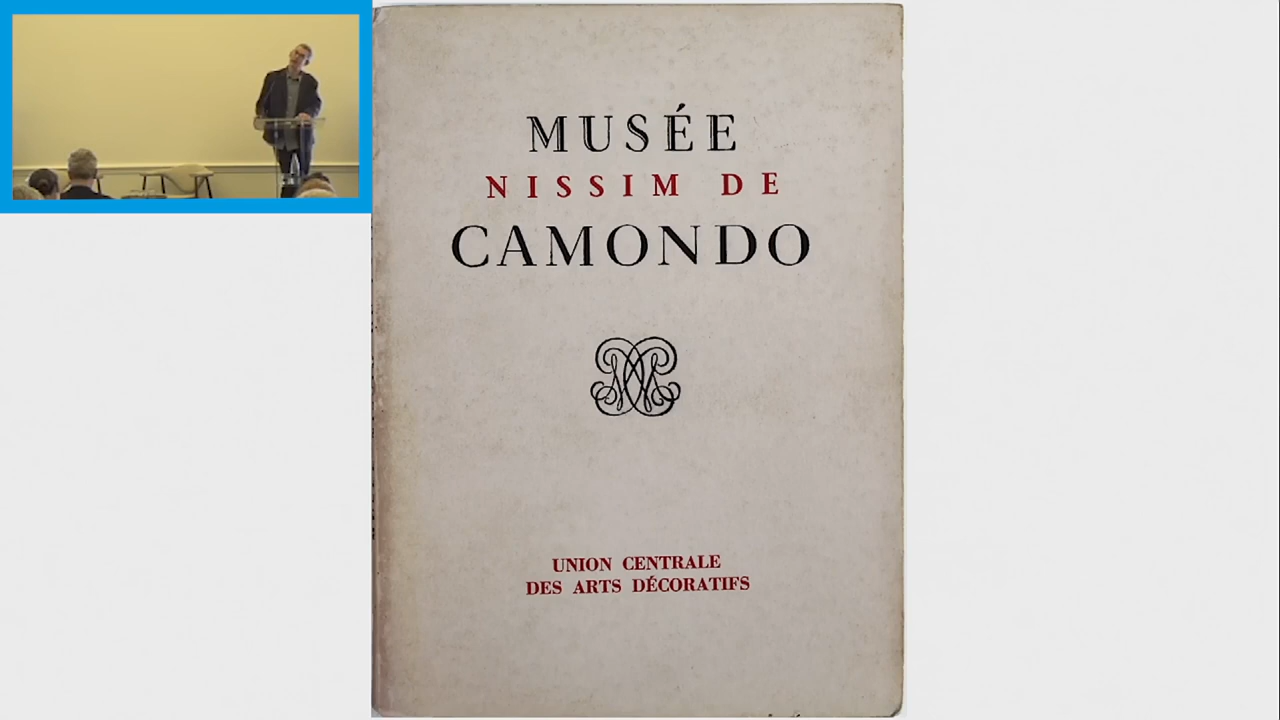 MUSÉE
NISSIM DE
CAMONDO
UNION CENTRALE
DES ARTS DÉCORATIFS